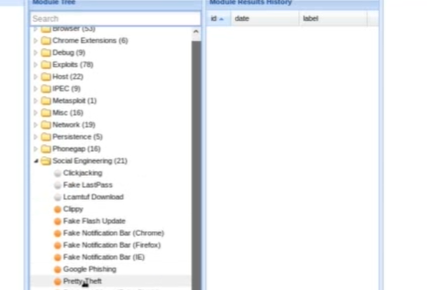 Module Tree
Module Results History
Search
id date label
Browser (53)
Chrome Extensions (6)
Debug (9)
Exploits (78)
Host (22)
IPEC (9)
Metasploit (1)
Misc (16)
Network (19)
Persistence (5)
Phonegap (16)
Social Engineering (21)
Clickjacking
Fake LastPass
Lcamtuf Download
Clippy
Fake Flash Update
Fake Notification Bar (Chrome)
Fake Notification Bar (Firefox)
Fake Notification Bar (IE)
Google Phishing
Pretty Theft